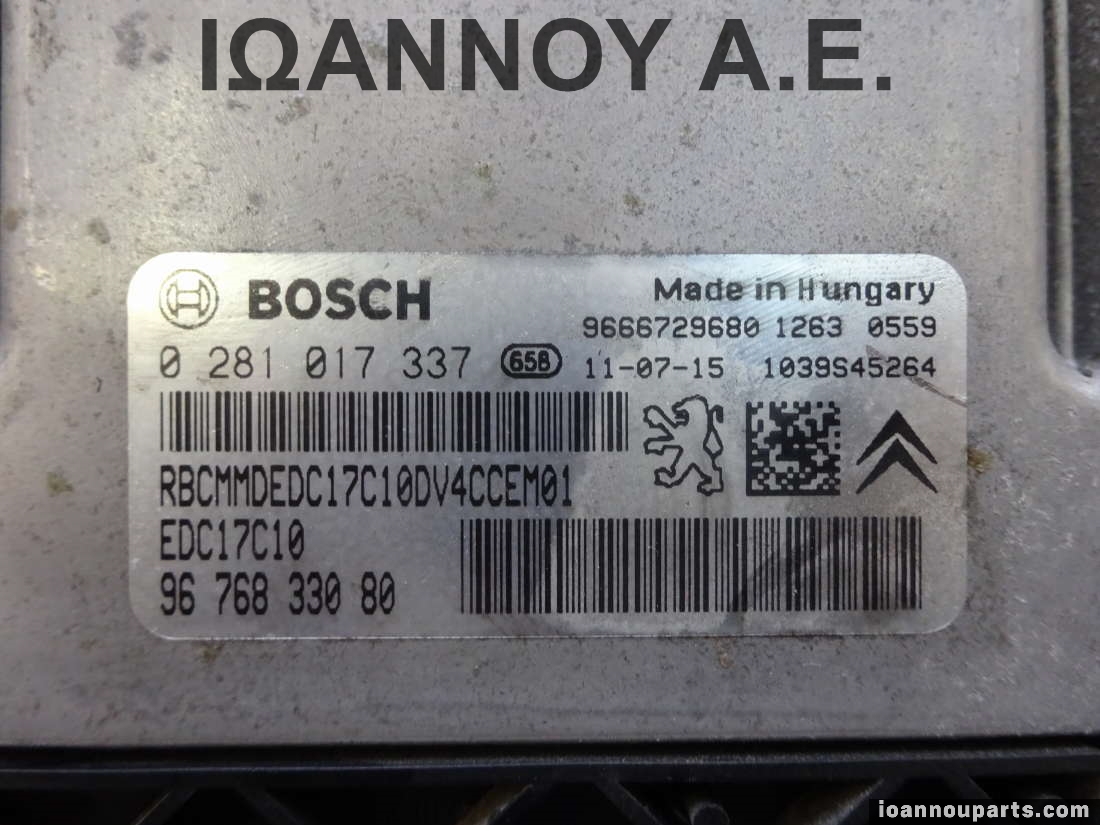 ΙΩΑΝΝΟΥ Α.Ε.
BOSCH
Made in Hungary
9666729680 1263 0559
0 281 017 337 658 11-07-15 1039S45264
RBCMMDEDC17C10DV4CCEM01
EDC17C10
96 768 330 80
ioannouparts.com